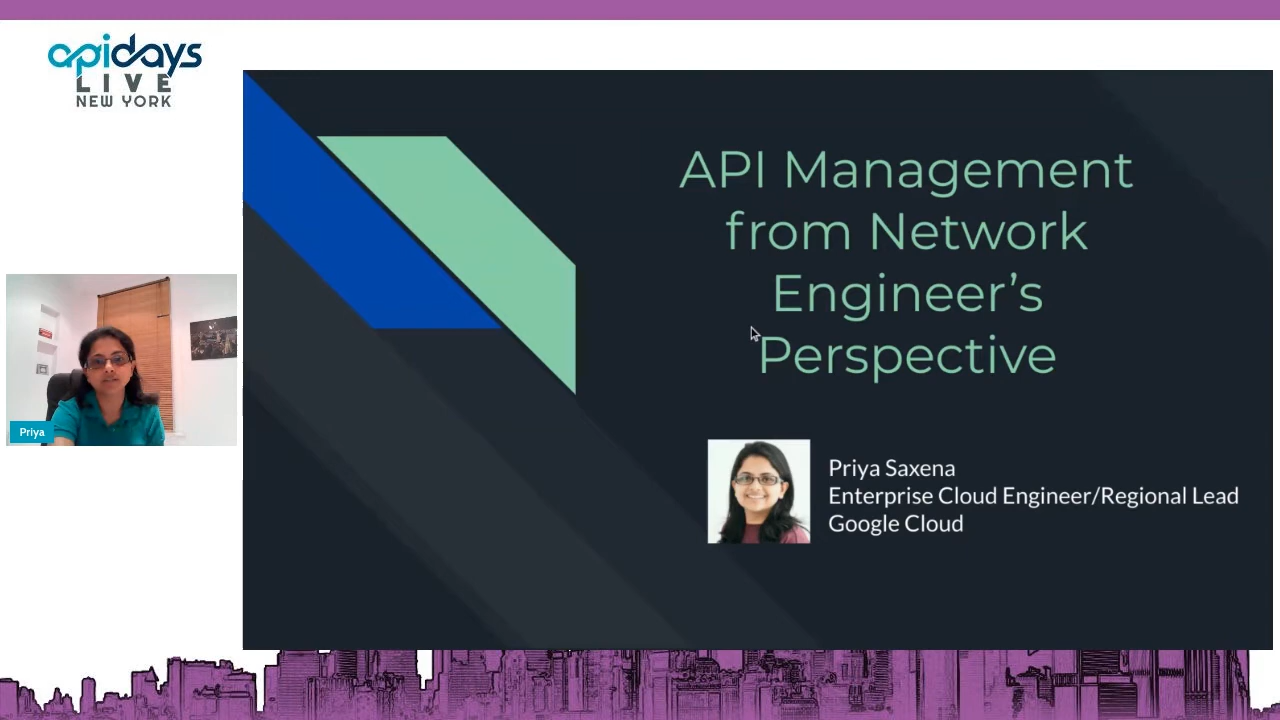 apidays
LIVE
NEW YORK
API Management
from Network
Engineer's
Perspective
Priya
Priya Saxena
Enterprise Cloud Engineer/Regional Lead
Google Cloud